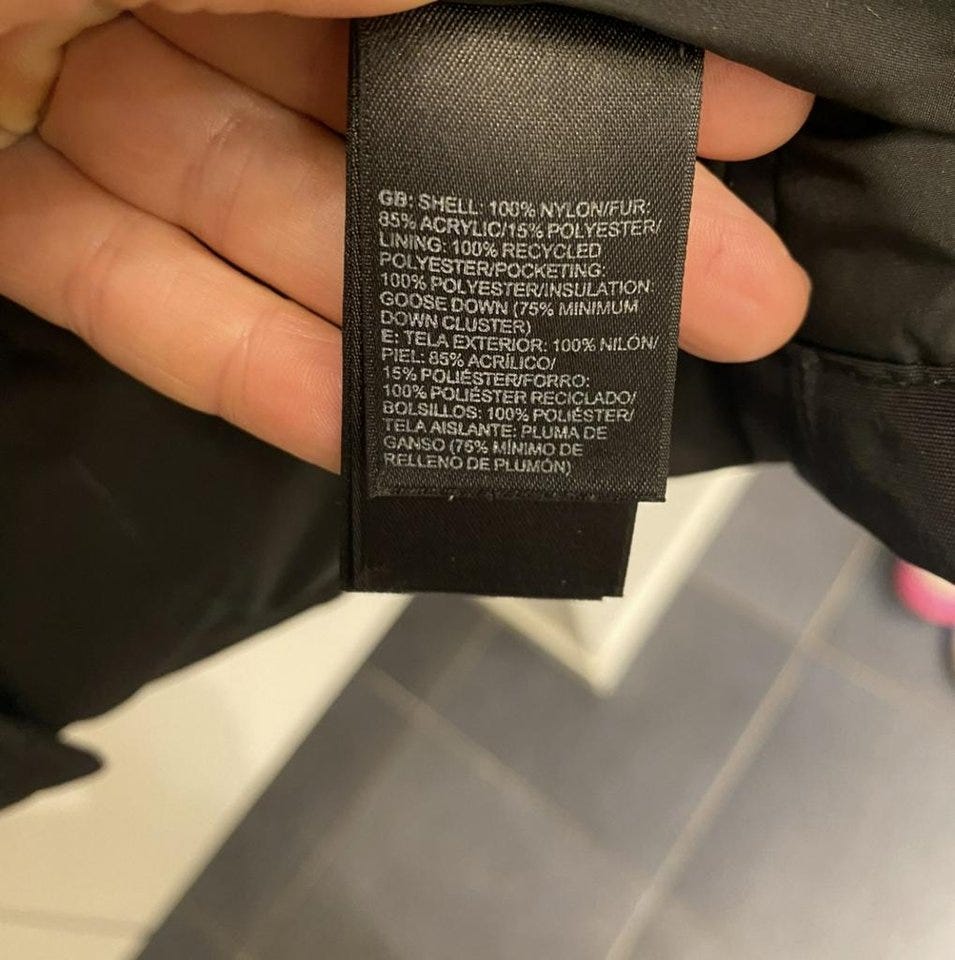 GB: SHELL 100% NYLON/FUR:
85% ACRYLIC/15% POLYESTER/
LINING: 100% RECYCLED
POLYESTER/POCKETING:
100% POLYESTER/INSULATION
GOOSE DOWN (75% MINIMUM
DOWN CLUSTER)
E: TELA EXTERIOR: 100% NILÓN/
PIEL: 85% ACRÍLICO/
15% POLIÉSTER/FORRO:
100% POLIÉSTER RECICLADO/
BOLSILLOS: 100% POLIÉSTER/
TELA AISLANTE: PLUMA DE
GANSO (75% MÍNIMO DE
RELLENO DE PLUMÓN)